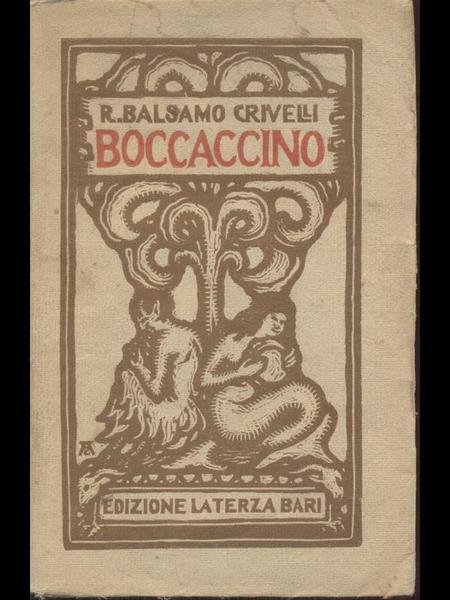 R. BALSAMO CRIVELLI
BOCCACCINO
EDIZIONE LATERZA BARI